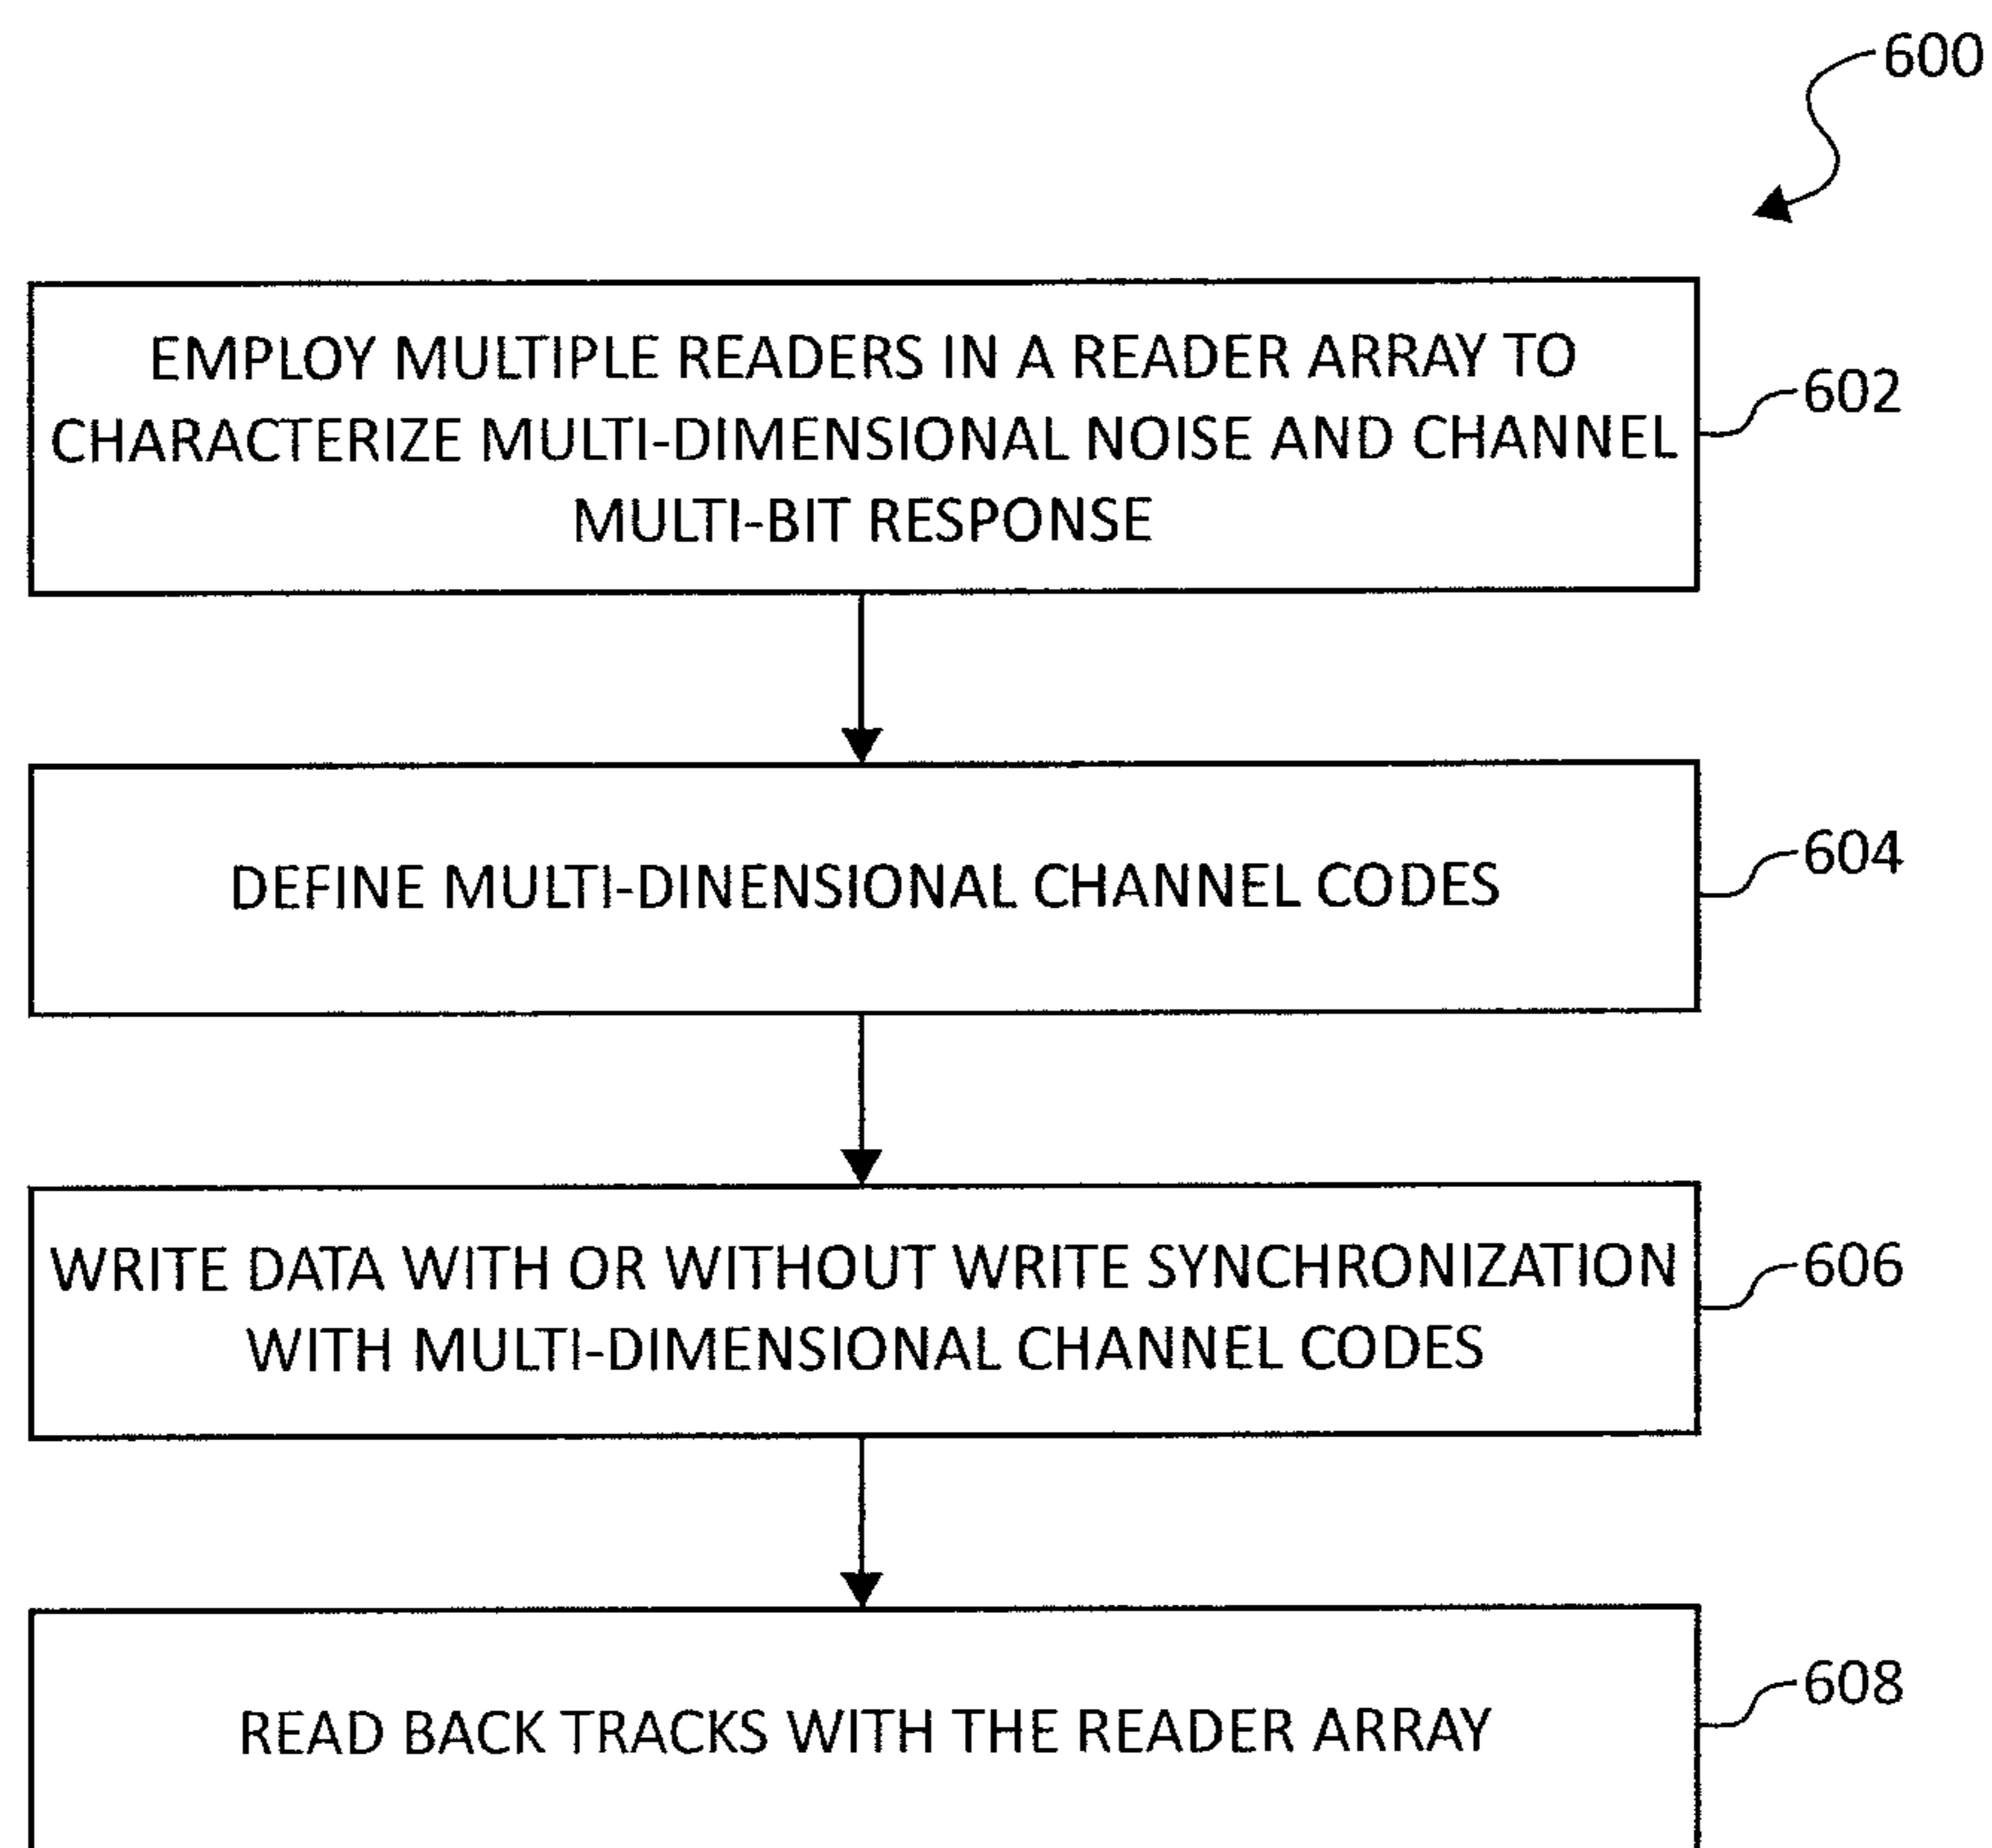 600
EMPLOY MULTIPLE READERS IN A READER ARRAY TO
CHARACTERIZE MULTI-DIMENSIONAL NOISE AND CHANNEL
MULTI-BIT RESPONSE
602
DEFINE MULTI-DINENSIONAL CHANNEL CODES
604
WRITE DATA WITH OR WITHOUT WRITE SYNCHRONIZATION
WITH MULTI-DIMENSIONAL CHANNEL CODES
606
READ BACK TRACKS WITH THE READER ARRAY
608